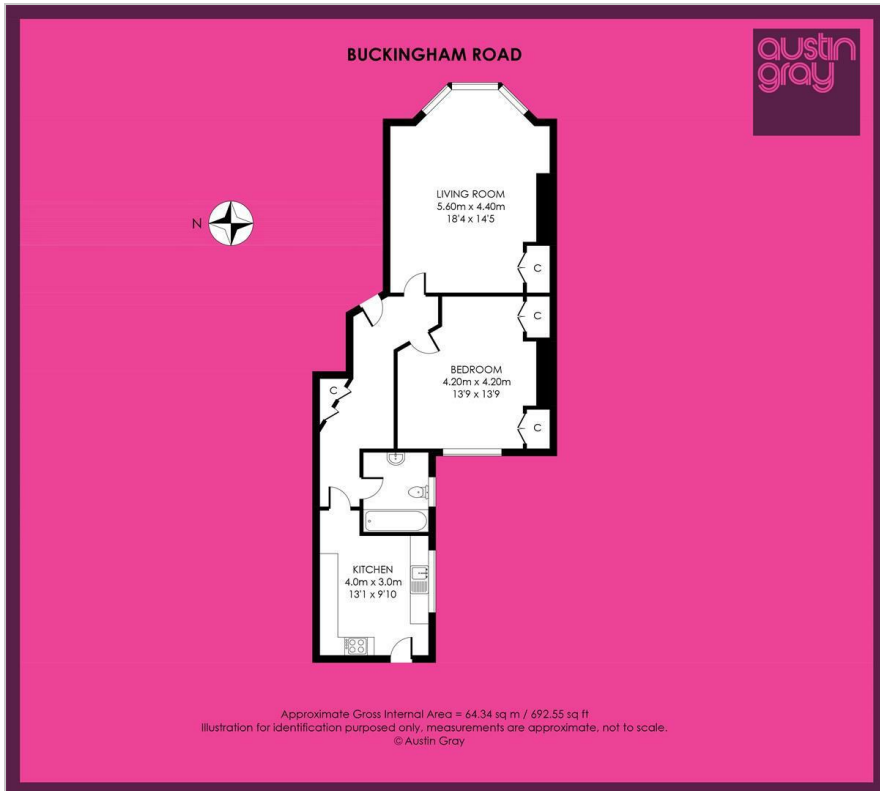 BUCKINGHAM ROAD
austin
gray
N
LIVING ROOM
5.60m x 4.40m
18'4 x 14'5
C
C
BEDROOM
4.20m x 4.20m
13'9 x 13'9
C
C
KITCHEN
4.0m x 3.0m
13'1 x 9'10
Approximate Gross Internal Area = 64.34 sq m / 692.55 sq ft
Illustration for identification purposed only, measurements are approximate, not to scale.
© Austin Gray